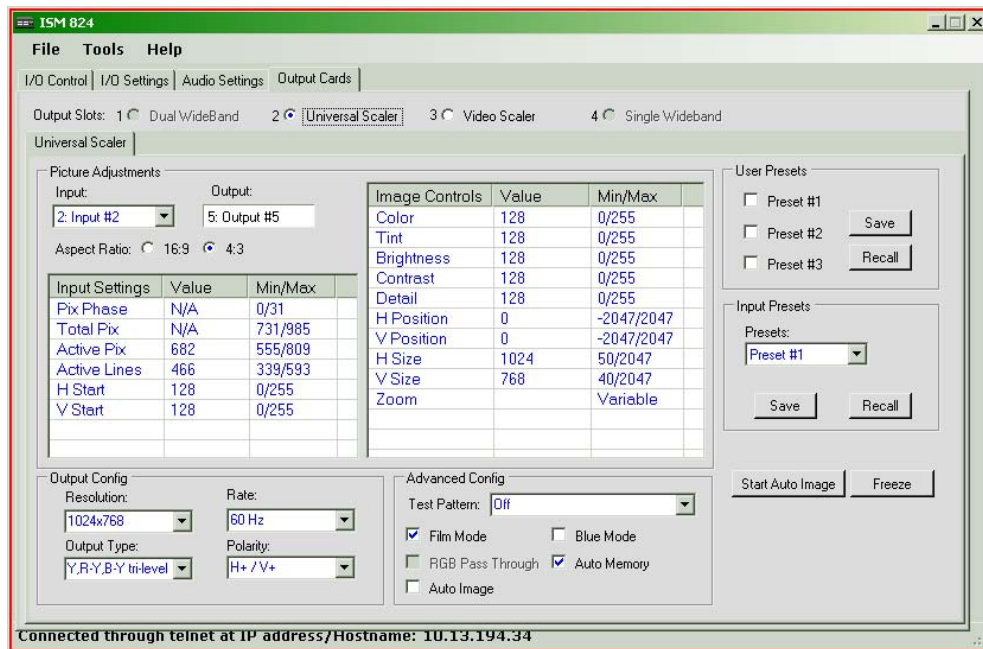 ISM 824
File Tools Help
I/O Control I/O Settings Audio Settings Output Cards
Output Slots: 1 Dual WideBand 2 Universal Scaler 3 Video Scaler 4 Single Wideband
Universal Scaler
Picture Adjustments
Input: Output:
2: Input #2 5: Output #5
Aspect Ratio: 16:9 4:3
Input Settings Value Min/Max
Pix Phase N/A 0/31
Total Pix N/A 731/985
Active Pix 682 555/809
Active Lines 466 339/593
H Start 128 0/255
V Start 128 0/255
Image Controls Value Min/Max
Color 128 0/255
Tint 128 0/255
Brightness 128 0/255
Contrast 128 0/255
Detail 128 0/255
H Position 0 -2047/2047
V Position 0 -2047/2047
H Size 1024 50/2047
V Size 768 40/2047
Zoom Variable
User Presets
Preset #1
Preset #2
Preset #3
Save
Recall
Input Presets
Presets:
Preset #1
Save Recall
Start Auto Image Freeze
Output Config
Resolution: Rate:
1024x768 60 Hz
Output Type: Polarity:
Y,R-Y,B-Y tri-level H+ / V+
Advanced Config
Test Pattern: Off
Film Mode Blue Mode
RGB Pass Through Auto Memory
Auto Image
Connected through telnet at IP address/Hostname: 10.13.194.34